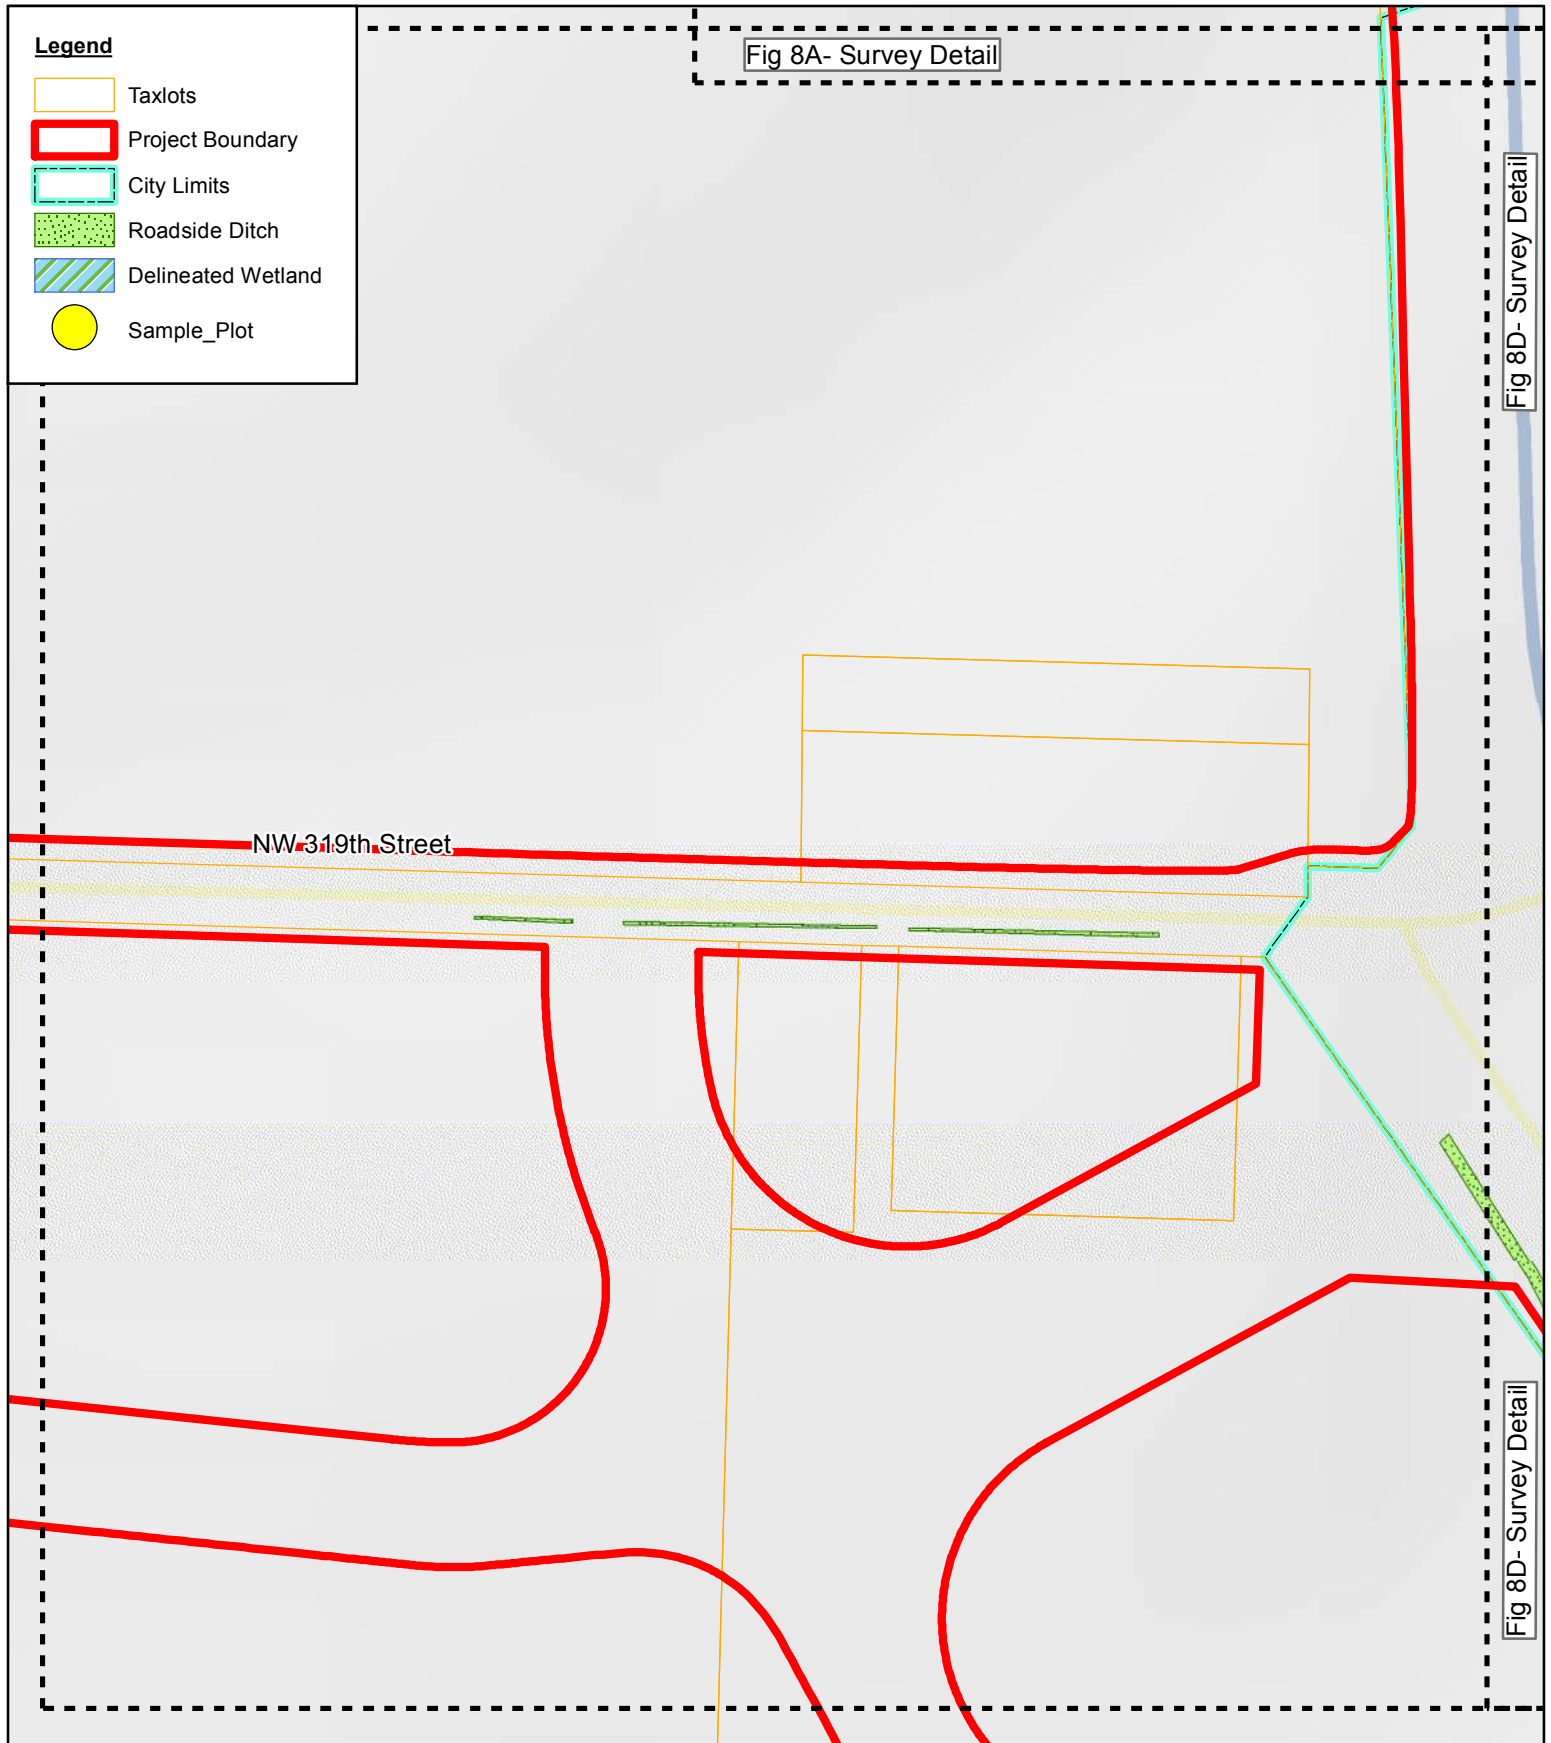 Legend
Taxlots
Project Boundary
City Limits
Roadside Ditch
Delineated Wetland
Sample_Plot
Fig 8A- Survey Detail
Fig 8D- Survey Detail
NW 319th Street
Fig 8D- Survey Detail